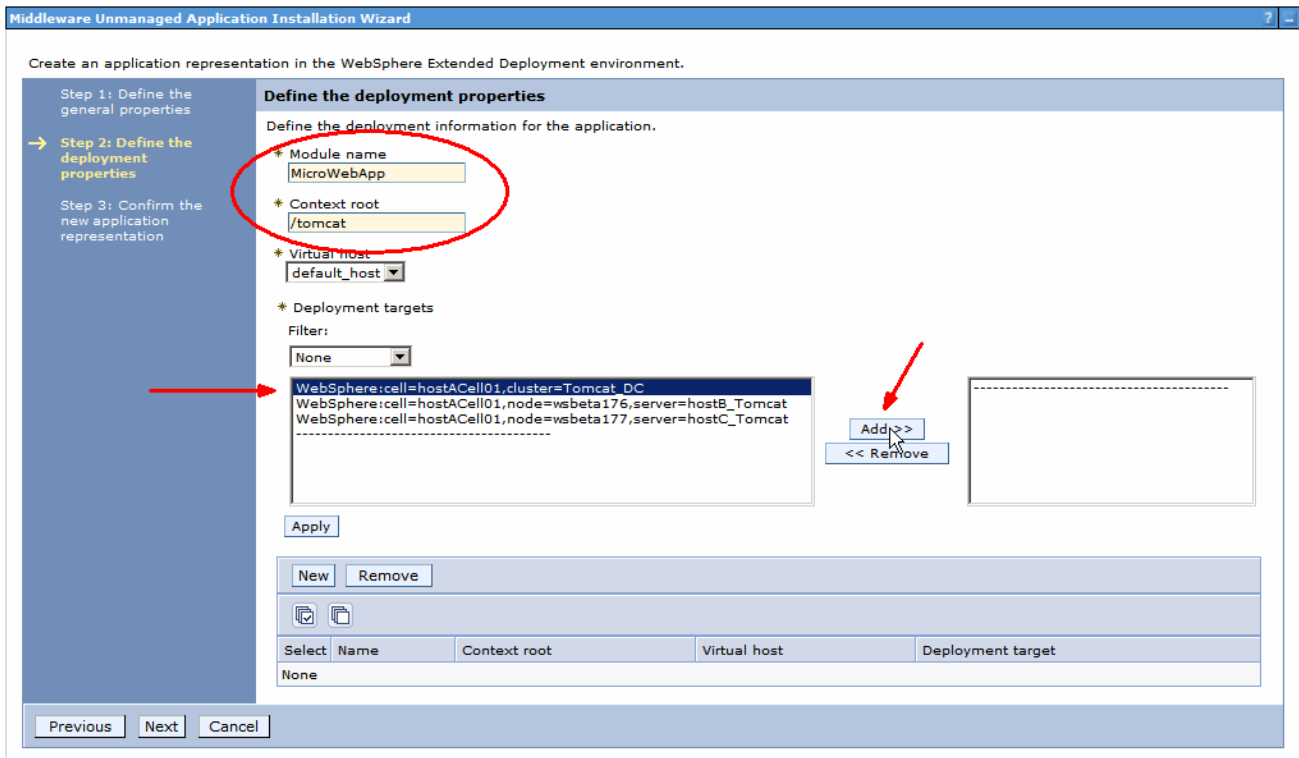 Middleware Unmanaged Application Installation Wizard
? –
Create an application representation in the WebSphere Extended Deployment environment.
Step 1: Define the
general properties
Step 2: Define the
deployment
properties
Step 3: Confirm the
new application
representation
Define the deployment properties
Define the deployment information for the application.
* Module name
MicroWebApp
* Context root
/tomcat
* Virtual host
default_host
* Deployment targets
Filter:
None
WebSphere:cell=hostACell01,cluster=Tomcat_DC
WebSphere:cell=hostACell01,node=wsbeta176,server=hostB_Tomcat
WebSphere:cell=hostACell01,node=wsbeta177,server=hostC_Tomcat
----------------------------------------
Add >>
<< Remove
----------------------------------------
Apply
New Remove
Select Name Context root Virtual host Deployment target
None
Previous Next Cancel